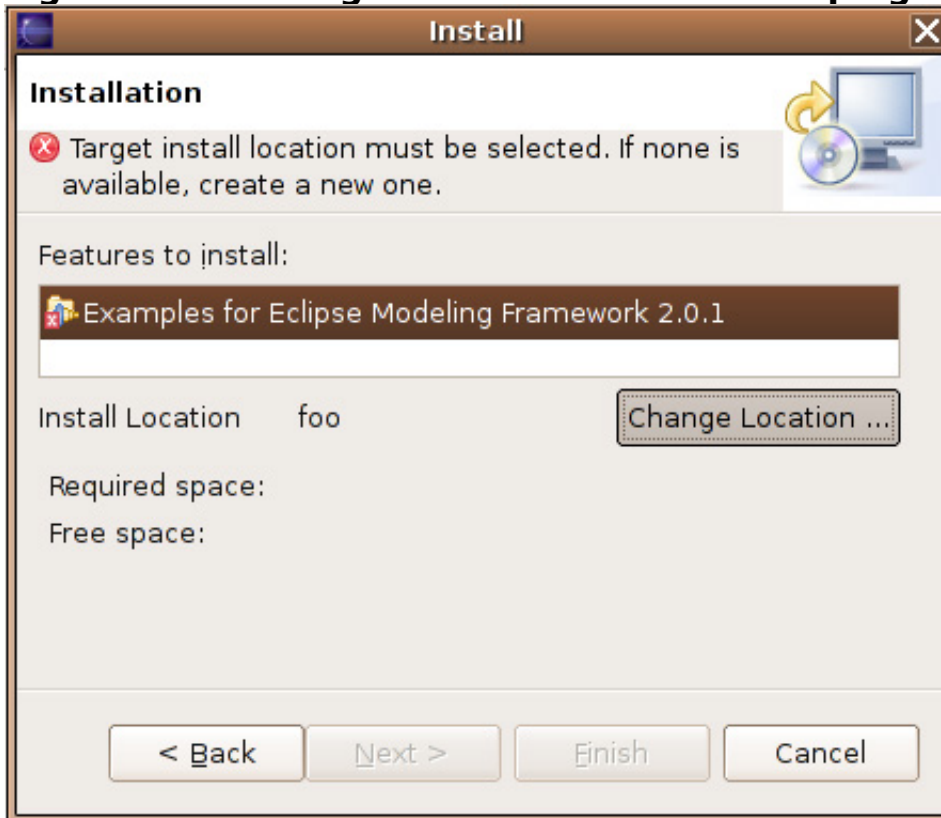 Install
Installation
Target install location must be selected. If none is
available, create a new one.
Features to install:
Examples for Eclipse Modeling Framework 2.0.1
Install Location foo Change Location ...
Required space:
Free space:
< Back Next > Finish Cancel